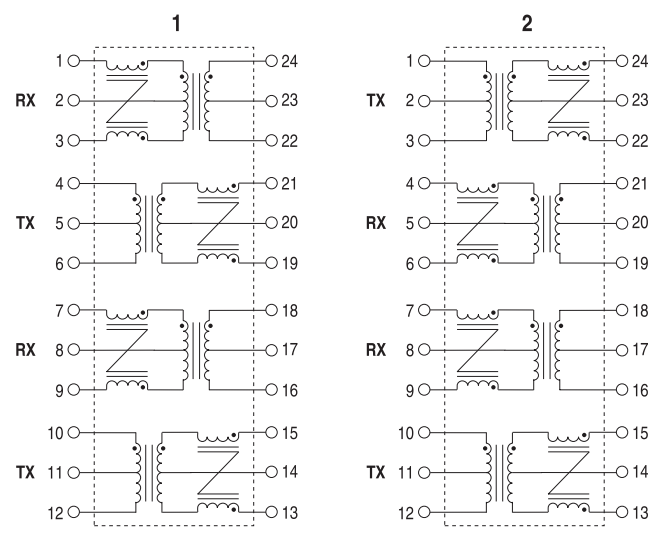 1 2
1 24 1 24
RX 2 23 TX 2 23
3 22 3 22
4 21 4 21
TX 5 20 RX 5 20
6 19 6 19
7 18 7 18
RX 8 17 RX 8 17
9 16 9 16
10 15 10 15
TX 11 14 TX 11 14
12 13 12 13